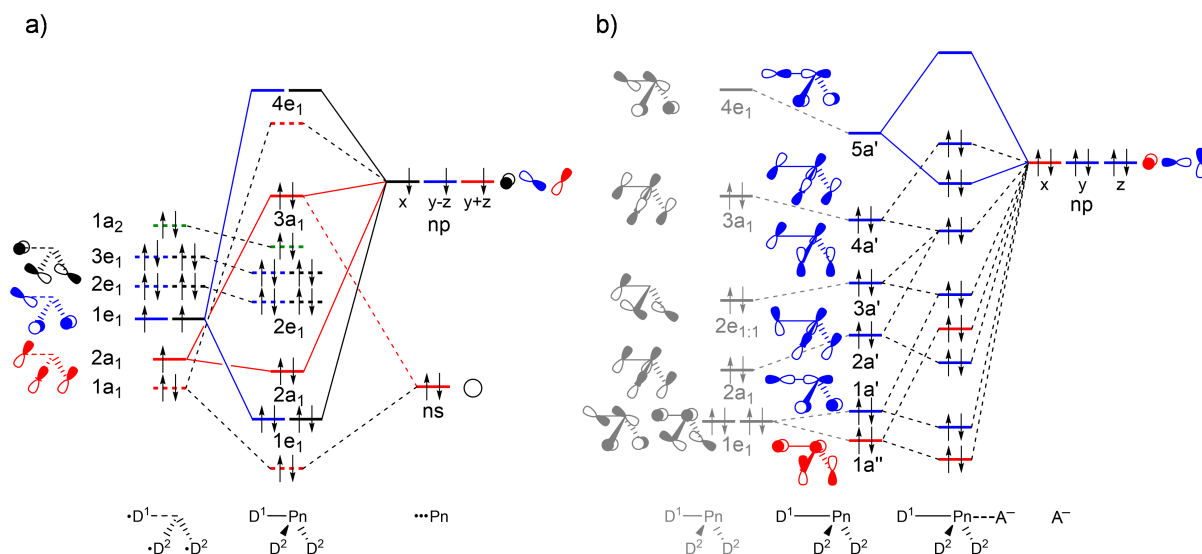 a)
4e₁
1a₂
3e₁
2e₁
1e₁
2a₁
1a₁
3a₁
2e₁
2a₁
1e₁
x y-z y+z
np
ns
•D¹
•D² •D²
D¹ Pn
D² D²
•••Pn
b)
4e₁
3a₁
2e₁:₁
2a₁
1e₁
5a'
4a'
3a'
2a'
1a'
1a"
x y z
np
D¹ Pn
D² D²
D¹ Pn
D² D²
D¹ Pn A⁻
D² D²
A⁻